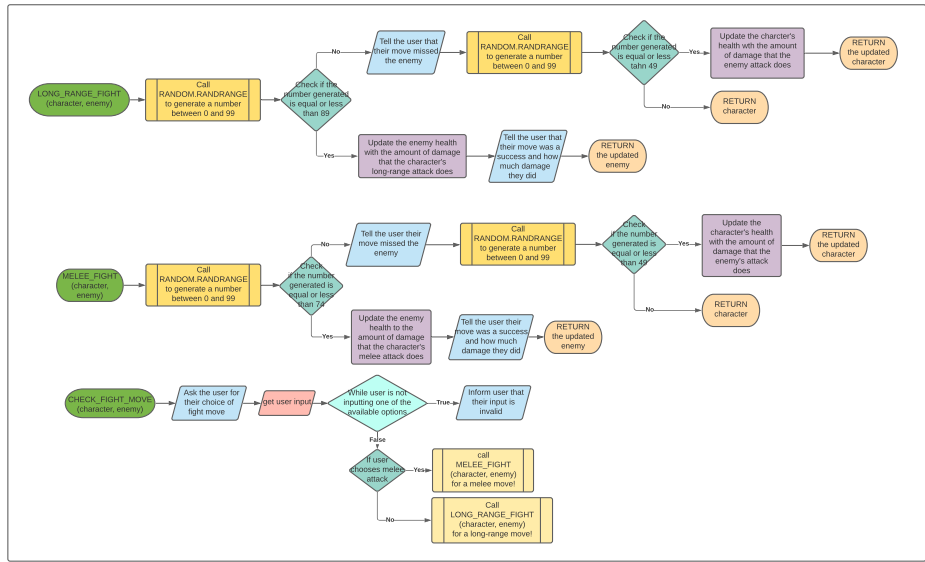 LONG_RANGE_FIGHT
(character, enemy)
Call
RANDOM.RANDRANGE
to generate a number
between 0 and 99
Check if the
number generated
is equal or less
than 89
No
Tell the user that
their move missed
the enemy
Call
RANDOM.RANDRANGE
to generate a number
between 0 and 99
Check if the
number generated
is equal or less
tahn 49
Yes
Update the charcter's
health wth the amount
of damage that the
enemy attack does
RETURN
the updated
character
No
RETURN
character
Yes
Update the enemy health
with the amount of damage
that the character's
long-range attack does
Tell the user that
their move was a
success and how
much damage
they did
RETURN
the updated
enemy
MELEE_FIGHT
(character,
enemy)
Call
RANDOM.RANDRANGE
to generate a number
between 0 and 99
Check
if the number
generated is
equal or less
than 74
No
Tell the user their
move missed the
enemy
Call
RANDOM.RANDRANGE
to generate a number
between 0 and 99
Check
if the number
generated is
equal or less
than 49
Yes
Update the
character's health
with the amount of
damage that the
enemy's attack
does
RETURN
the updated
character
No
RETURN
character
Yes
Update the enemy
health to the
amount of damage
that the character's
melee attack does
Tell the user their
move was a success
and how much
damage they did
RETURN
the updated
enemy
CHECK_FIGHT_MOVE
(character, enemy)
Ask the user for
their choice of
fight move
get user input
While user is not
inputting one of the
available options
True
Inform user that
their input is
invalid
False
If user
chooses melee
attack
Yes
call
MELEE_FIGHT
(character, enemy)
for a melee move!
No
Call
LONG_RANGE_FIGHT
(character, enemy)
for a long-range move!